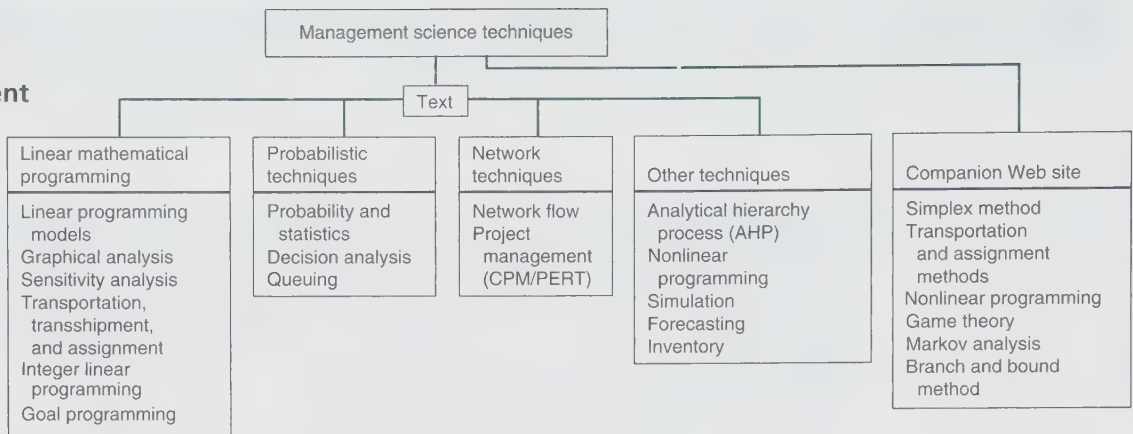 Management science techniques
ent
Text
Linear mathematical
programming
Linear programming
models
Graphical analysis
Sensitivity analysis
Transportation,
transshipment,
and assignment
Integer linear
programming
Goal programming
Probabilistic
techniques
Probability and
statistics
Decision analysis
Queuing
Network
techniques
Network flow
Project
management
(CPM/PERT)
Other techniques
Analytical hierarchy
process (AHP)
Nonlinear
programming
Simulation
Forecasting
Inventory
Companion Web site
Simplex method
Transportation
and assignment
methods
Nonlinear programming
Game theory
Markov analysis
Branch and bound
method